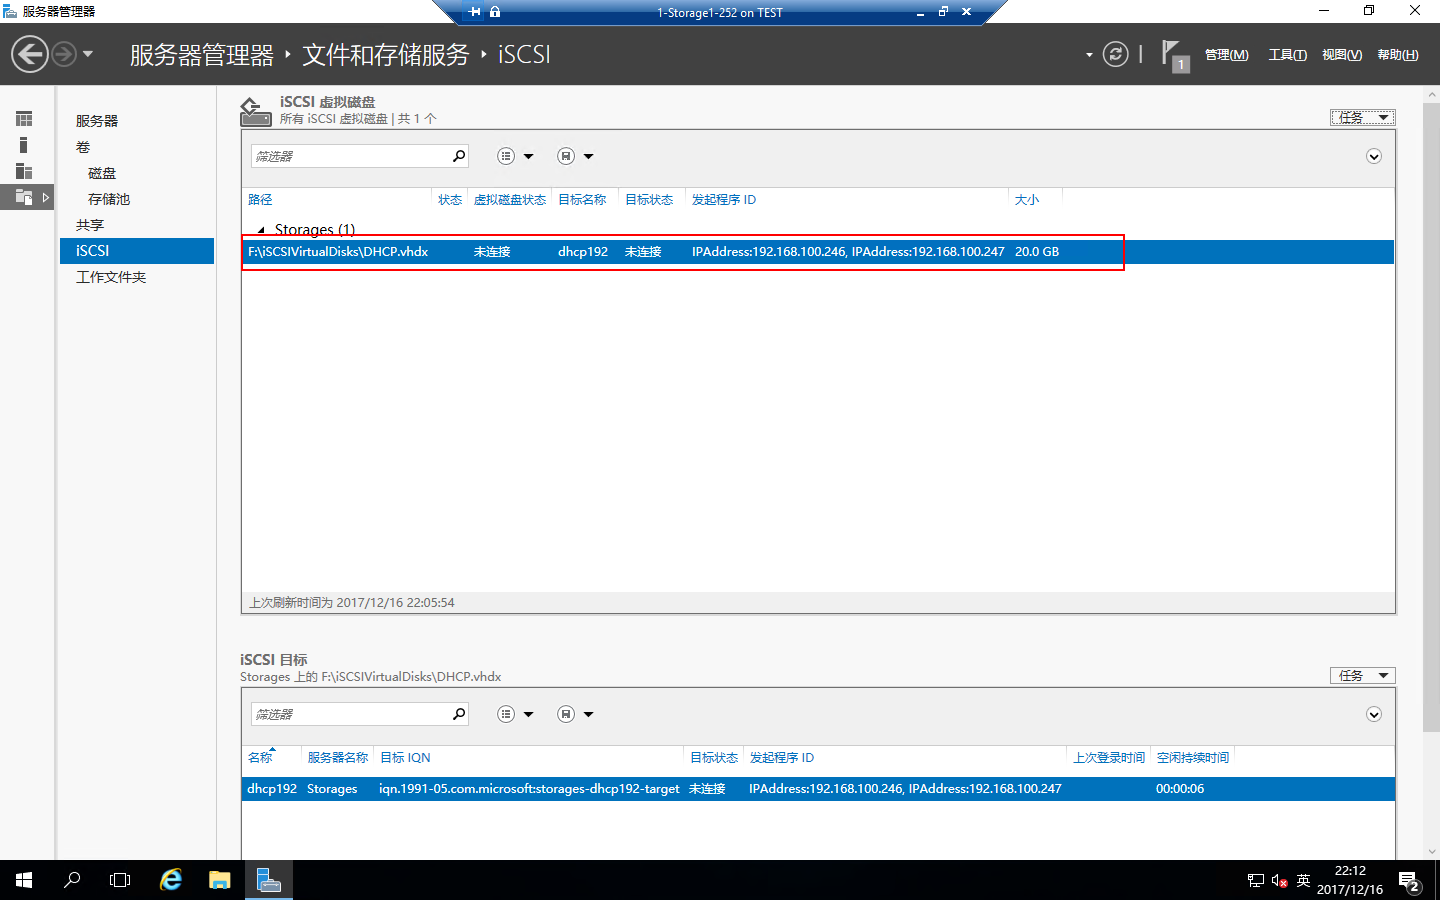 服务器管理器
1-Storage1-252 on TEST
服务器管理器 ‣ 文件和存储服务 ‣ iSCSI
1
管理(M) 工具(T) 视图(V) 帮助(H)
服务器
卷
磁盘
存储池
共享
iSCSI
工作文件夹
iSCSI 虚拟磁盘
所有 iSCSI 虚拟磁盘 | 共 1 个
任务
筛选器
路径 状态 虚拟磁盘状态 目标名称 目标状态 发起程序 ID 大小
Storages (1)
F:\iSCSIVirtualDisks\DHCP.vhdx 未连接 dhcp192 未连接 IPAddress:192.168.100.246, IPAddress:192.168.100.247 20.0 GB
上次刷新时间为 2017/12/16 22:05:54
iSCSI 目标
Storages 上的 F:\iSCSIVirtualDisks\DHCP.vhdx
任务
筛选器
名称 服务器名称 目标 IQN 目标状态 发起程序 ID 上次登录时间 空闲持续时间
dhcp192 Storages iqn.1991-05.com.microsoft:storages-dhcp192-target 未连接 IPAddress:192.168.100.246, IPAddress:192.168.100.247 00:00:06
英
22:12
2017/12/16
2